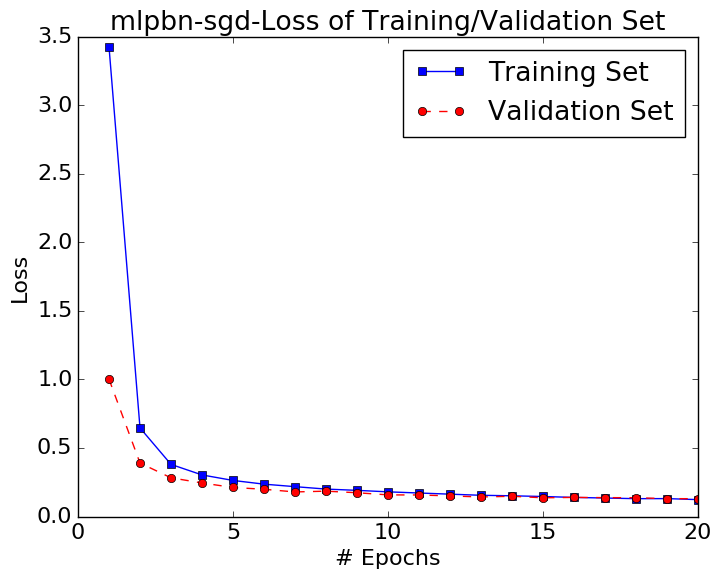 mlpbn-sgd-Loss of Training/Validation Set
3.5
3.0
2.5
2.0
1.5
1.0
0.5
0.0
Loss
Training Set
Validation Set
0 5 10 15 20
# Epochs